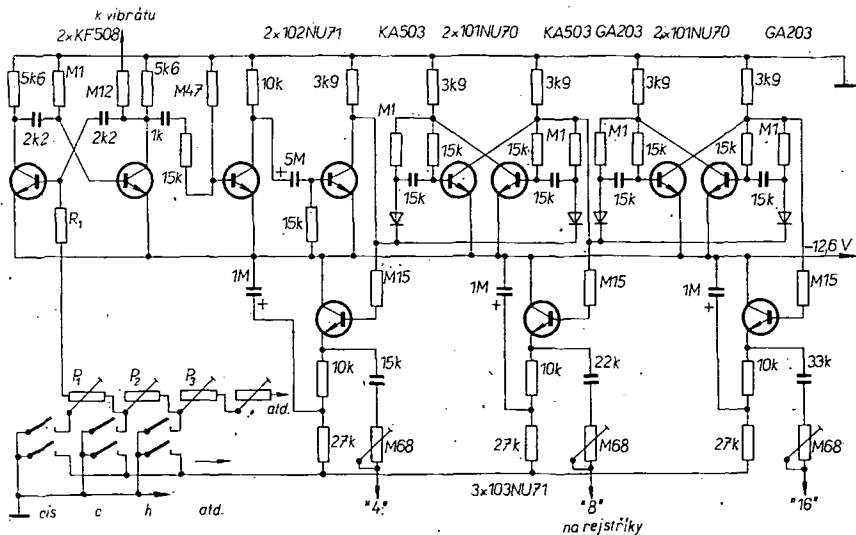 k vibrátu
2×KF508
2×102NU71
KA503
2×101NU70
KA503
GA203
2×101NU70
GA203
5k6
M1
M12
5k6
M47
10k
3k9
3k9
3k9
3k9
3k9
2k2
2k2
1k
15k
5M
15k
M1
15k
15k
M1
15k
15k
M1
15k
15k
M1
15k
15k
R1
-12,6 V
1M
+
M15
1M
+
M15
1M
+
M15
P1
P2
P3
atd.
10k
15k
10k
22k
10k
33k
27k
M68
27k
M68
27k
M68
3×103NU71
cis
c
h
atd.
"4"
"8"
"16"
na rejstříky